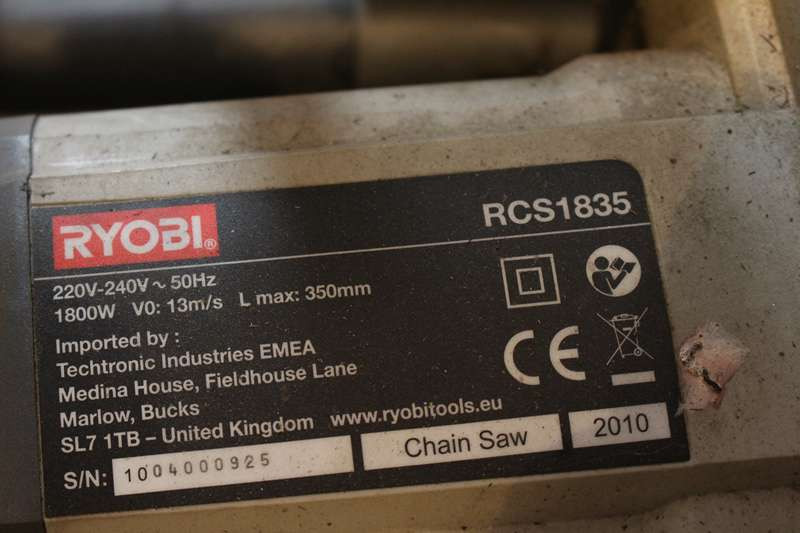 RYOBI®
RCS1835
220V-240V ~ 50Hz
1800W V0: 13m/s L max: 350mm
Imported by :
Techtronic Industries EMEA
Medina House, Fieldhouse Lane
Marlow, Bucks
SL7 1TB – United Kingdom www.ryobitools.eu
CE
S/N: 1004000925 Chain Saw 2010